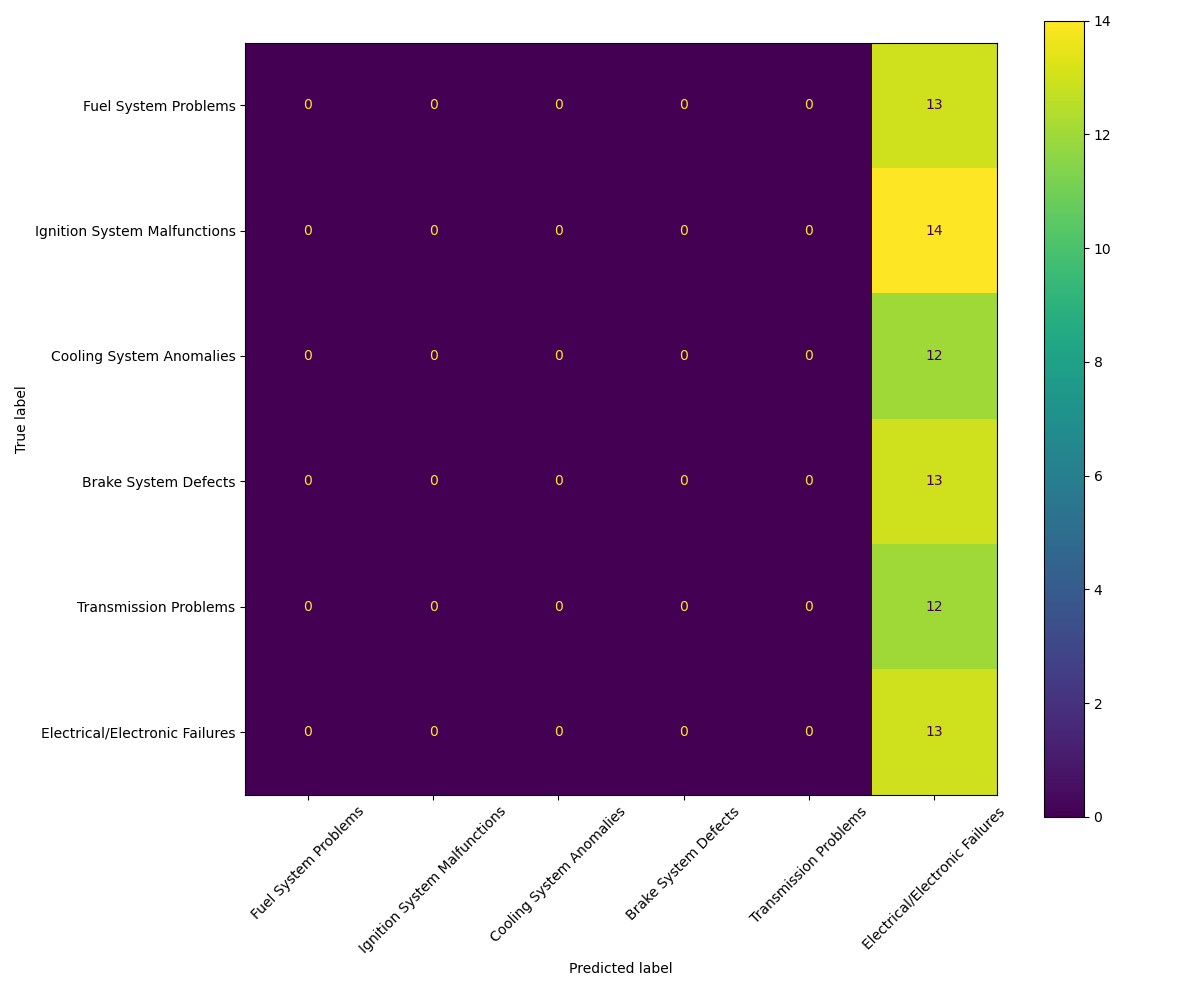 Fuel System Problems 0 0 0 0 0 13
Ignition System Malfunctions 0 0 0 0 0 14
Cooling System Anomalies 0 0 0 0 0 12
Brake System Defects 0 0 0 0 0 13
Transmission Problems 0 0 0 0 0 12
Electrical/Electronic Failures 0 0 0 0 0 13
True label
Fuel System Problems
Ignition System Malfunctions
Cooling System Anomalies
Brake System Defects
Transmission Problems
Electrical/Electronic Failures
Predicted label
14
12
10
8
6
4
2
0